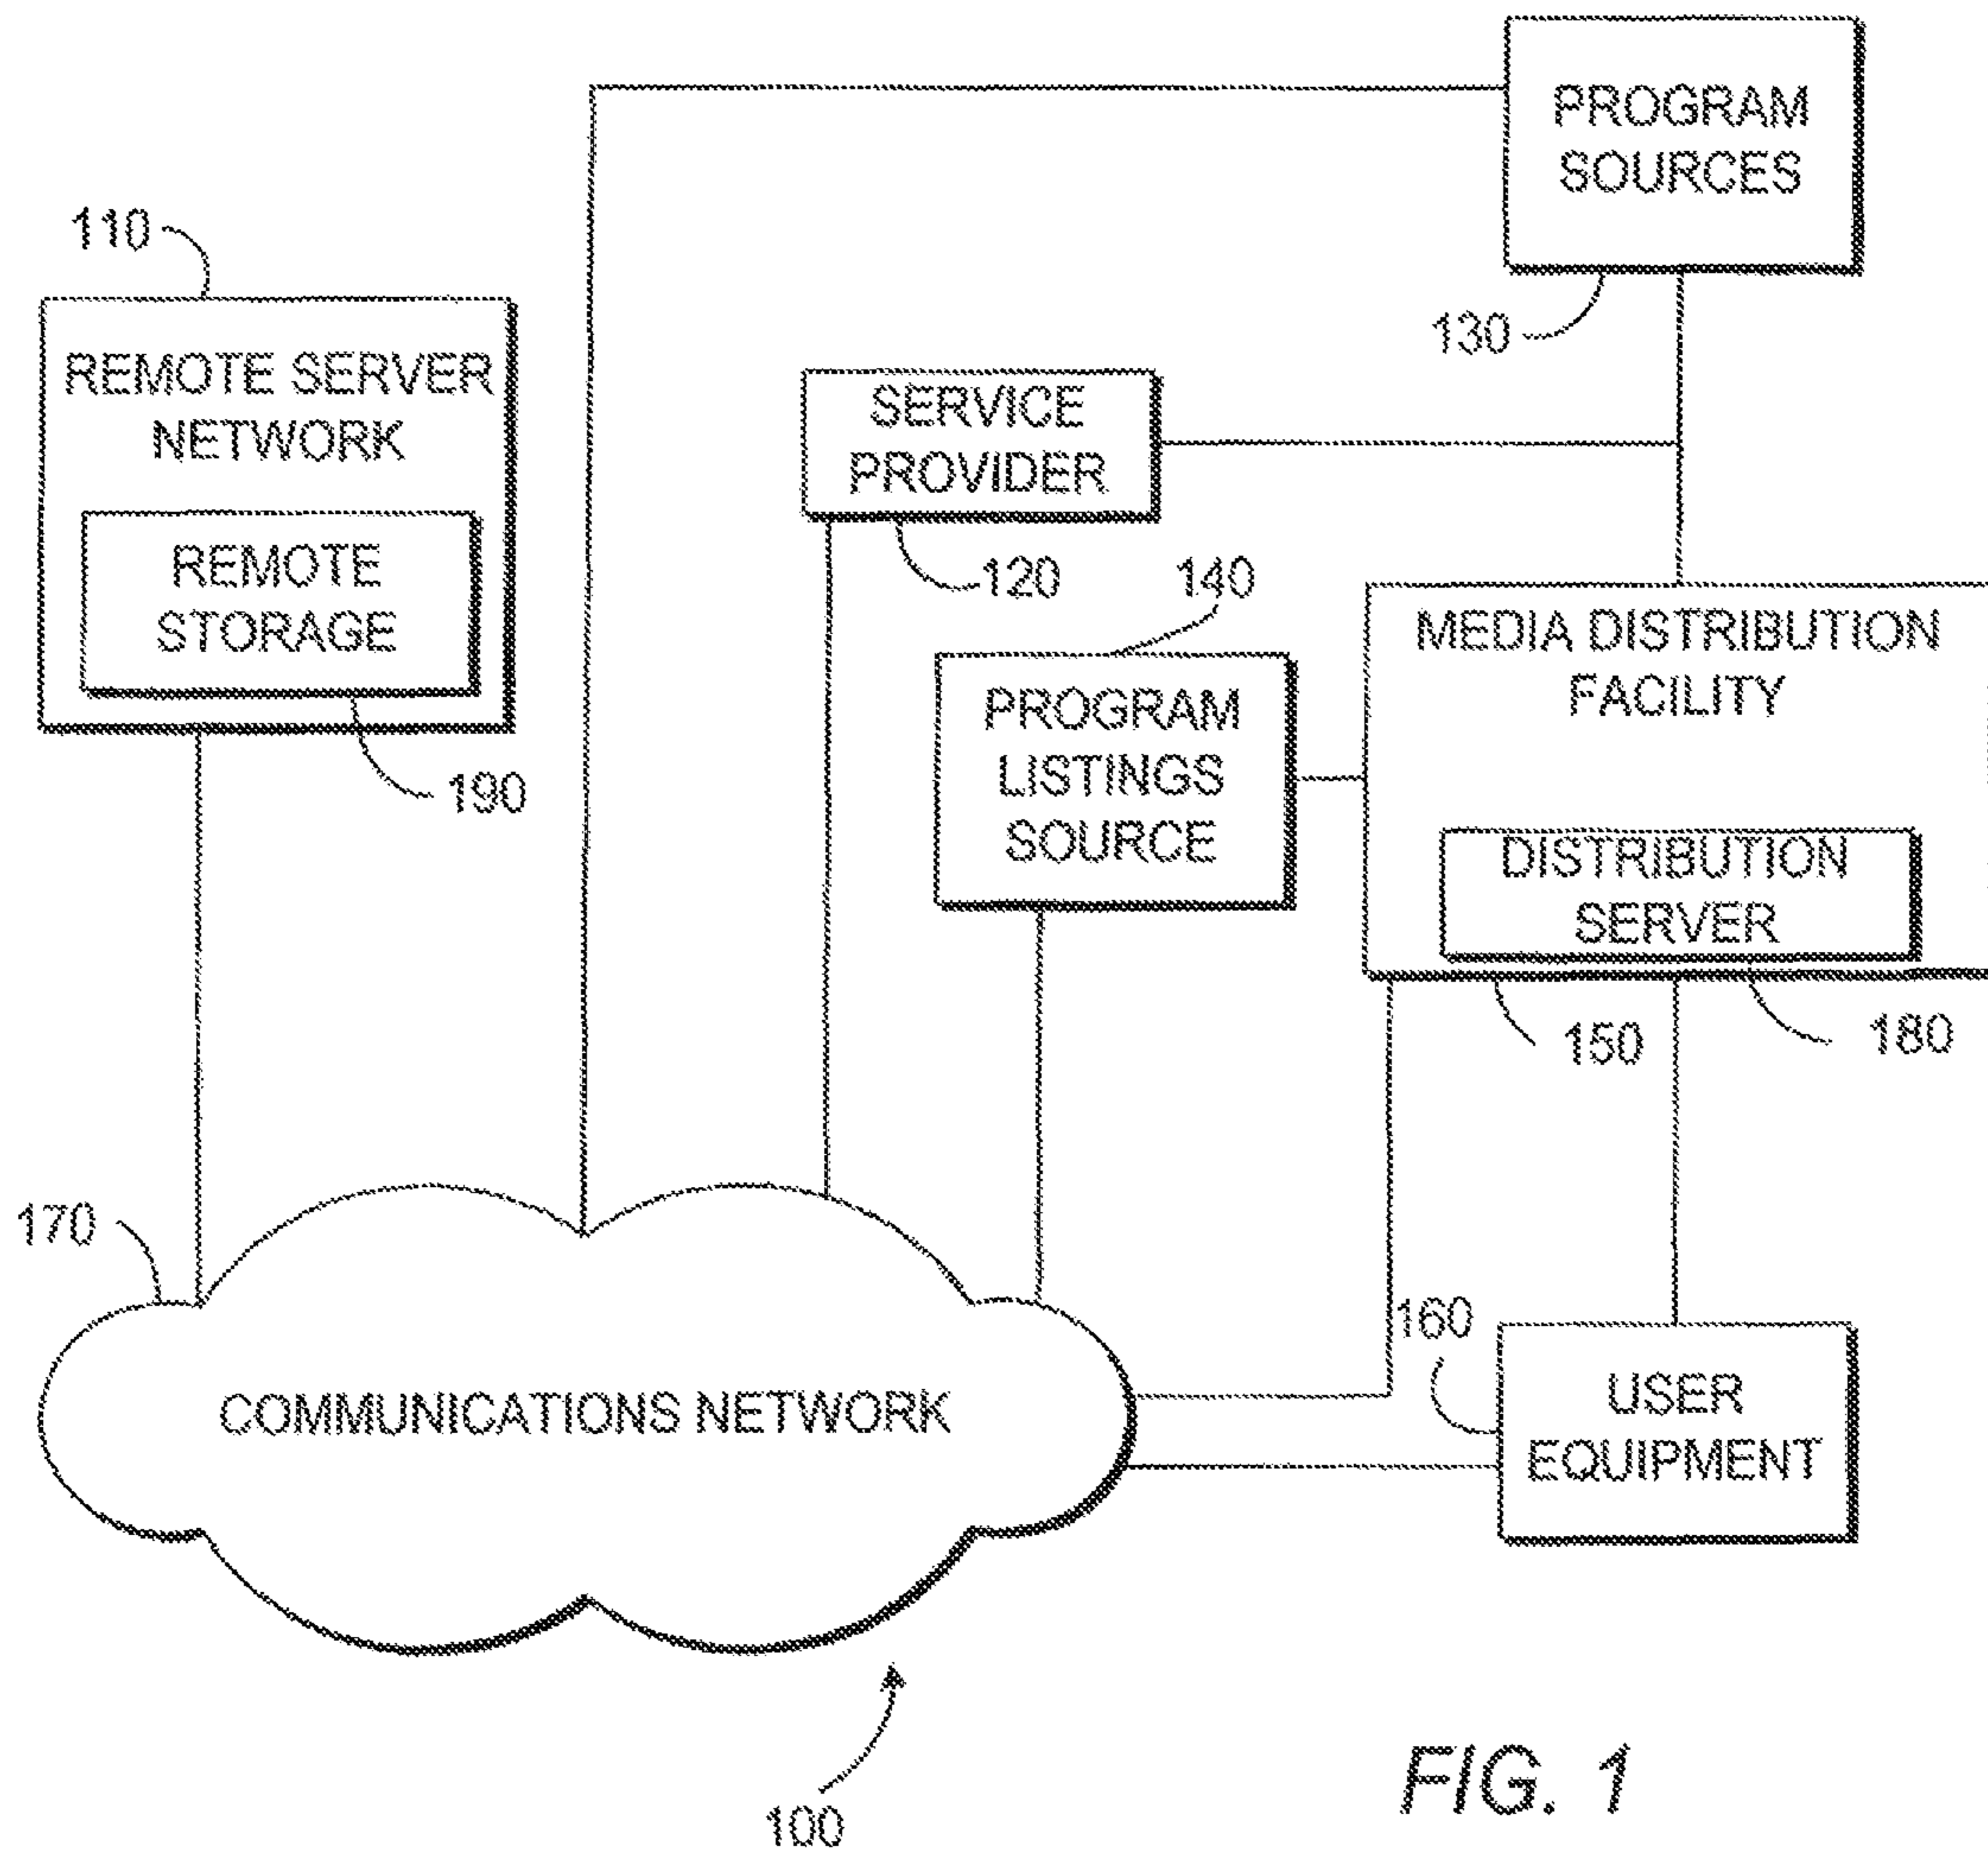 PROGRAM
SOURCES
110
130
REMOTE SERVER
NETWORK
SERVICE
PROVIDER
REMOTE
STORAGE
120
140
MEDIA DISTRIBUTION
FACILITY
PROGRAM
LISTINGS
SOURCE
190
DISTRIBUTION
SERVER
150
180
170
160
COMMUNICATIONS NETWORK
USER
EQUIPMENT
100
FIG. 1